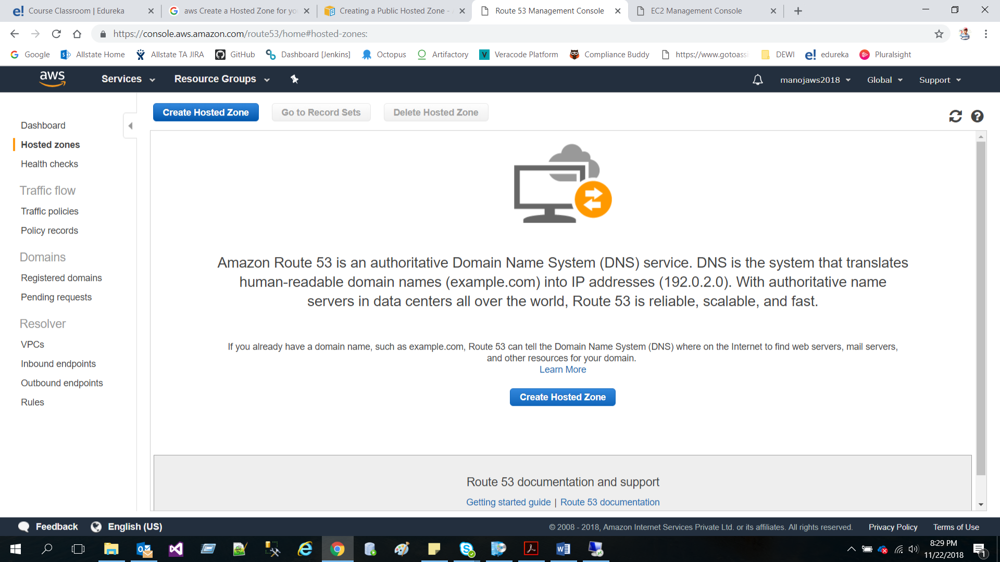 Course Classroom | Edureka
aws Create a Hosted Zone for yo
Creating a Public Hosted Zone - A
Route 53 Management Console
EC2 Management Console
https://console.aws.amazon.com/route53/home#hosted-zones:
Google
Allstate Home
Allstate TA JIRA
GitHub
Dashboard [Jenkins]
Octopus
Artifactory
Veracode Platform
Compliance Buddy
https://www.gotoassi
DEWI
edureka
Pluralsight
aws
Services
Resource Groups
manojaws2018
Global
Support
Create Hosted Zone
Go to Record Sets
Delete Hosted Zone
Dashboard
Hosted zones
Health checks
Traffic flow
Traffic policies
Policy records
Domains
Registered domains
Pending requests
Resolver
VPCs
Inbound endpoints
Outbound endpoints
Rules
Amazon Route 53 is an authoritative Domain Name System (DNS) service. DNS is the system that translates
human-readable domain names (example.com) into IP addresses (192.0.2.0). With authoritative name
servers in data centers all over the world, Route 53 is reliable, scalable, and fast.
If you already have a domain name, such as example.com, Route 53 can tell the Domain Name System (DNS) where on the Internet to find web servers, mail servers,
and other resources for your domain.
Learn More
Create Hosted Zone
Route 53 documentation and support
Getting started guide | Route 53 documentation
Feedback
English (US)
© 2008 - 2018, Amazon Internet Services Private Ltd. or its affiliates. All rights reserved.
Privacy Policy
Terms of Use
8:29 PM
11/22/2018
1